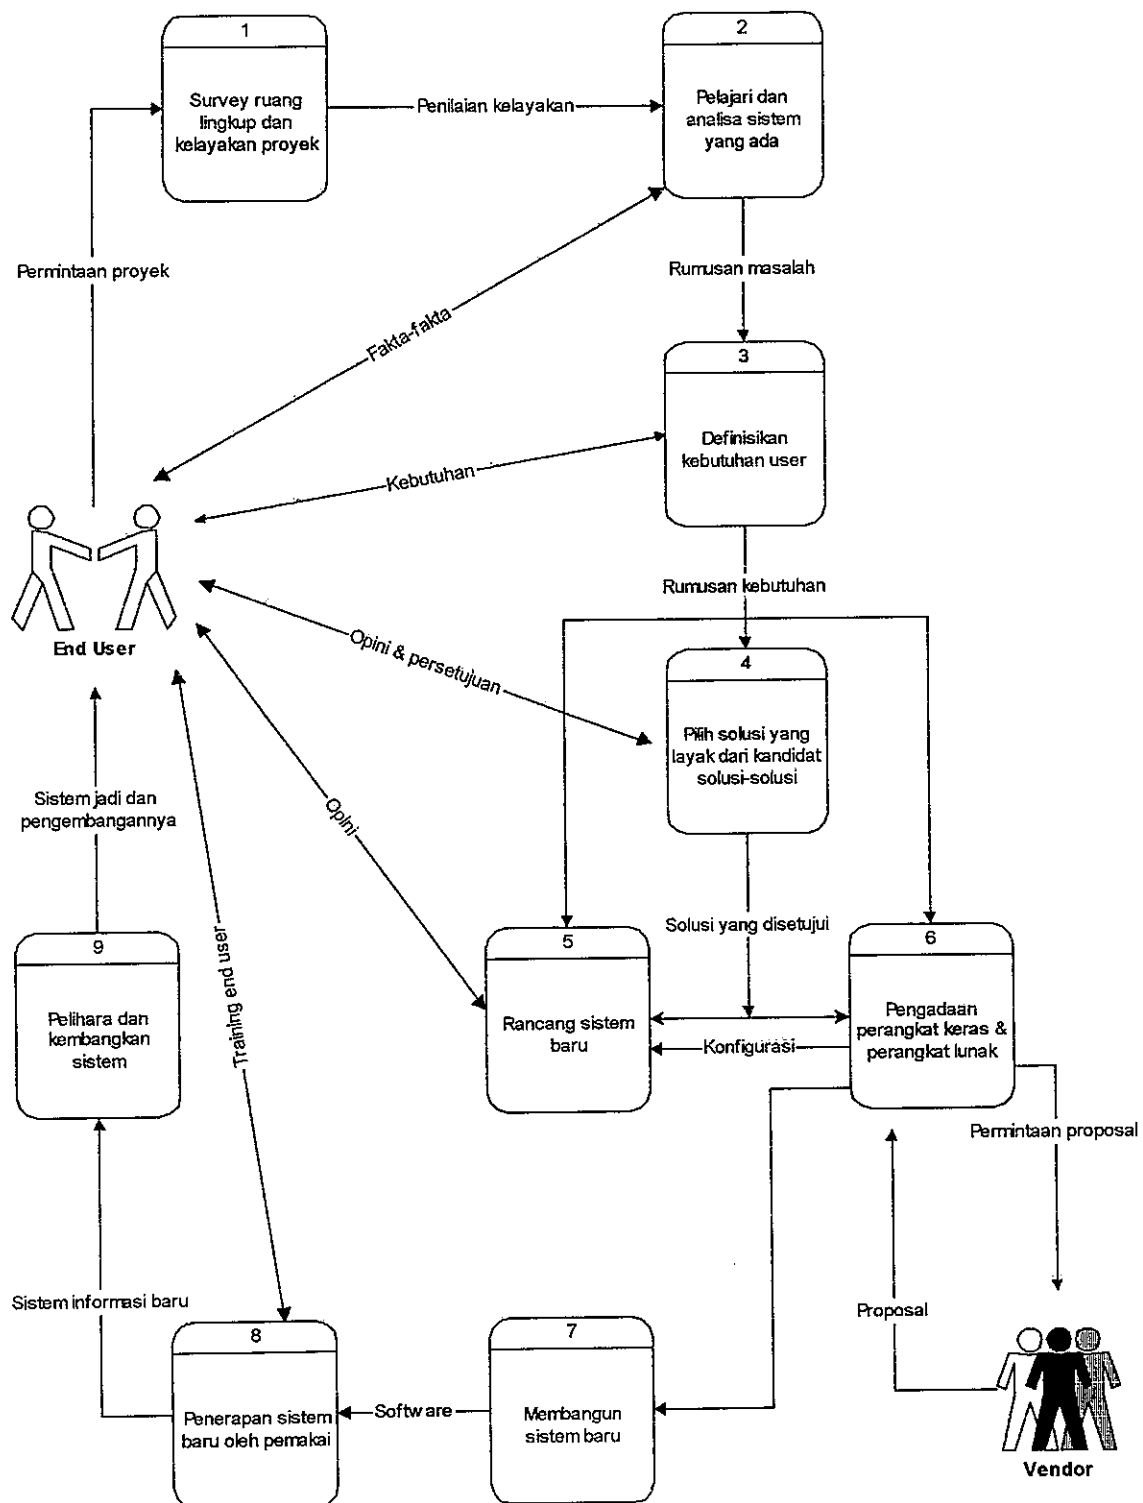 1
Survey ruang
lingkup dan
kelayakan proyek
Penilaian kelayakan
2
Pelajari dan
analisa sistem
yang ada
Permintaan proyek
Rumusan masalah
Fakta-fakta
3
Definisikan
kebutuhan user
Kebutuhan
End User
Rumusan kebutuhan
Opini & persetujuan
4
Pilih solusi yang
layak dari kandidat
solusi-solusi
Sistem jadi dan
pengembangannya
Opini
Solusi yang disetujui
Training end user
9
Pelihara dan
kembangkan
sistem
5
Rancang sistem
baru
Konfigurasi
6
Pengadaan
perangkat keras &
perangkat lunak
Permintaan proposal
Sistem informasi baru
Proposal
8
Penerapan sistem
baru oleh pemakai
Software
7
Membangun
sistem baru
Vendor